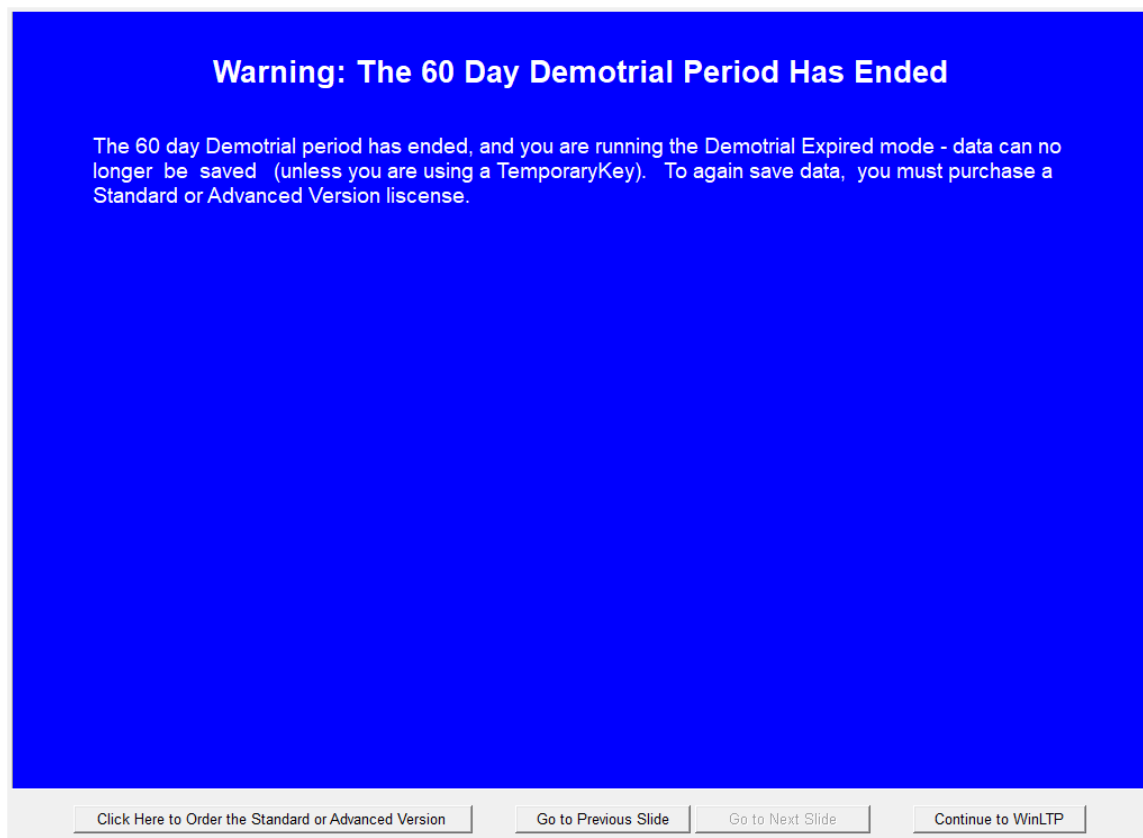 Warning: The 60 Day Demotrial Period Has Ended
The 60 day Demotrial period has ended, and you are running the Demotrial Expired mode - data can no
longer be saved (unless you are using a TemporaryKey). To again save data, you must purchase a
Standard or Advanced Version liscense.
Click Here to Order the Standard or Advanced Version Go to Previous Slide Go to Next Slide Continue to WinLTP